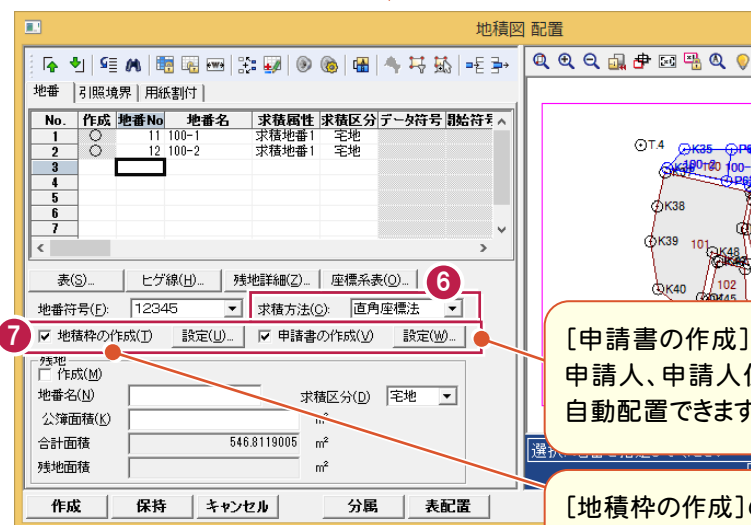 地積図 配置
地番 引照境界 用紙割付
No. 作成 地番No 地番名 求積属性 求積区分 データ符号 開始符号
1 ○ 11 100-1 求積地番1 宅地
2 ○ 12 100-2 求積地番1 宅地
3
4
5
6
7
表(S)... ヒゲ線(H)... 残地詳細(Z)... 座標系表(O)... 6
地番符号(F): 12345 求積方法(C): 直角座標法
7 地積枠の作成(T) 設定(U)... 申請書の作成(V) 設定(W)...
残地
作成(M)
地番名(N) 求積区分(D) 宅地
公簿面積(K) m²
合計面積 546.8119005 m²
残地面積 m²
作成 保持 キャンセル 分属 表配置
T.4 K35
K38
K39 101 K48
K40 102
[申請書の作成]
申請人、申請人
自動配置できます
[地積枠の作成]